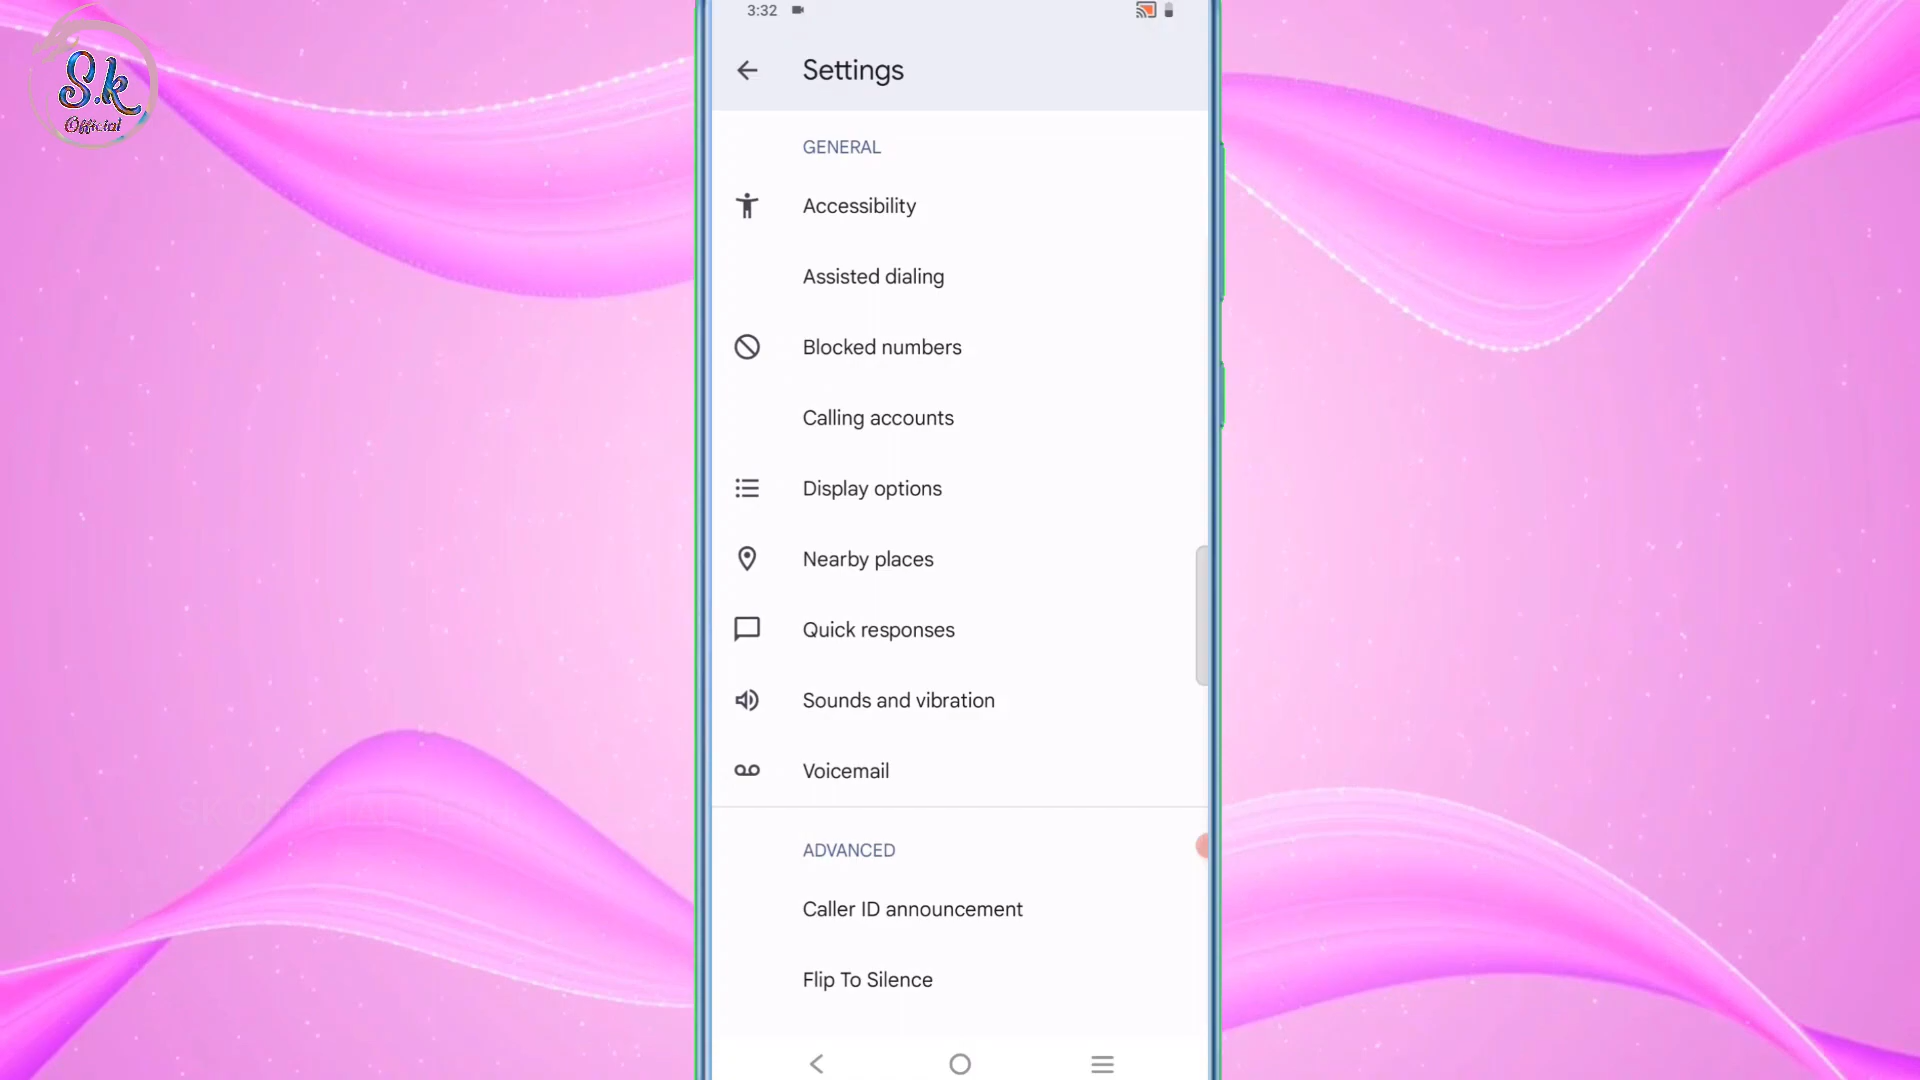 S.k
Official
3:32
Settings
GENERAL
Accessibility
Assisted dialing
Blocked numbers
Calling accounts
Display options
Nearby places
Quick responses
Sounds and vibration
Voicemail
ADVANCED
Caller ID announcement
Flip To Silence